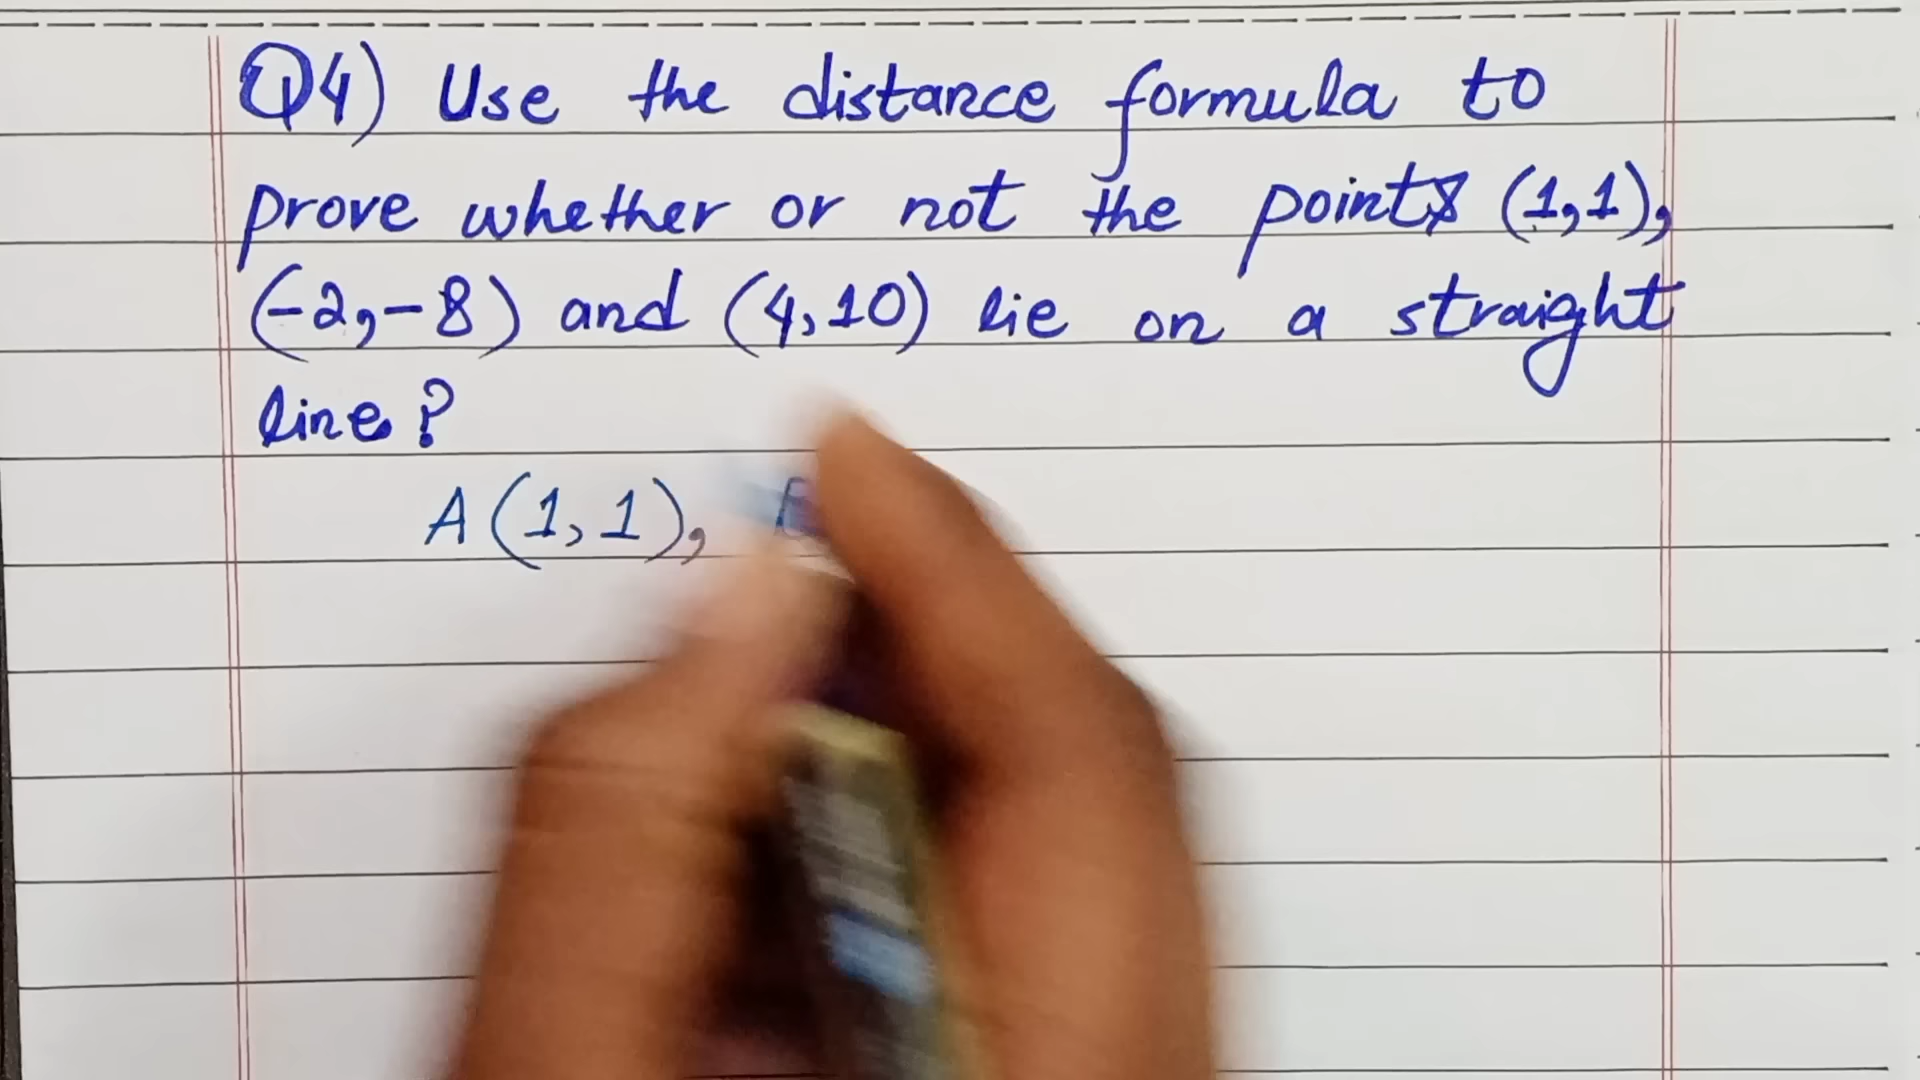 Q4) Use the distance formula to
prove whether or not the points (1,1),
(-2,-8) and (4,10) lie on a straight
line?
A(1,1),